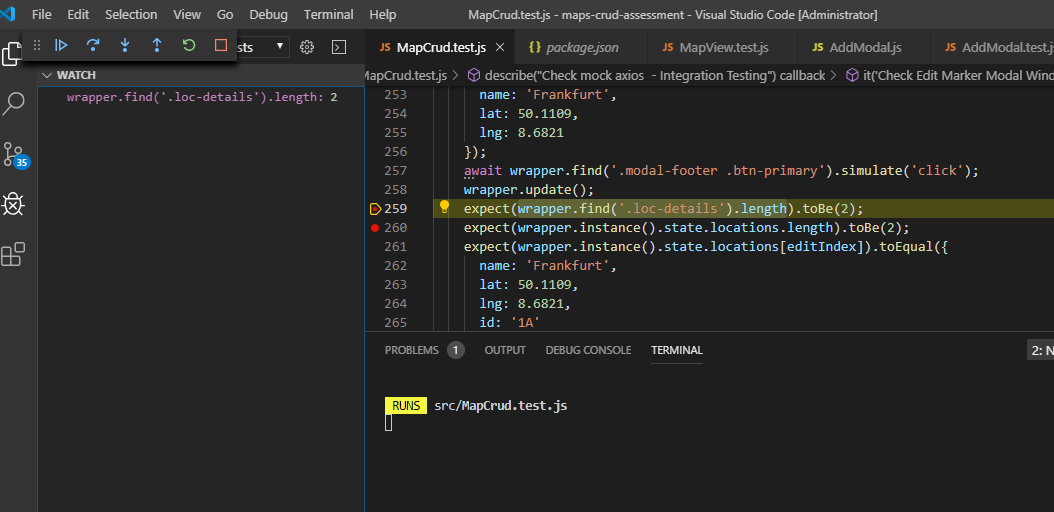 File Edit Selection View Go Debug Terminal Help MapCrud.test.js - maps-crud-assessment - Visual Studio Code [Administrator]
sts
JS MapCrud.test.js {} package.json JS MapView.test.js JS AddModal.js JS AddModal.test.js
WATCH
wrapper.find('.loc-details').length: 2
35
MapCrud.test.js > describe("Check mock axios - Integration Testing") callback > it('Check Edit Marker Modal Wind
253 name: 'Frankfurt',
254 lat: 50.1109,
255 lng: 8.6821
256 });
257 await wrapper.find('.modal-footer .btn-primary').simulate('click');
258 wrapper.update();
259 expect(wrapper.find('.loc-details').length).toBe(2);
260 expect(wrapper.instance().state.locations.length).toBe(2);
261 expect(wrapper.instance().state.locations[editIndex]).toEqual({
262 name: 'Frankfurt',
263 lat: 50.1109,
264 lng: 8.6821,
265 id: '1A'
PROBLEMS 1 OUTPUT DEBUG CONSOLE TERMINAL 2: N
RUNS src/MapCrud.test.js